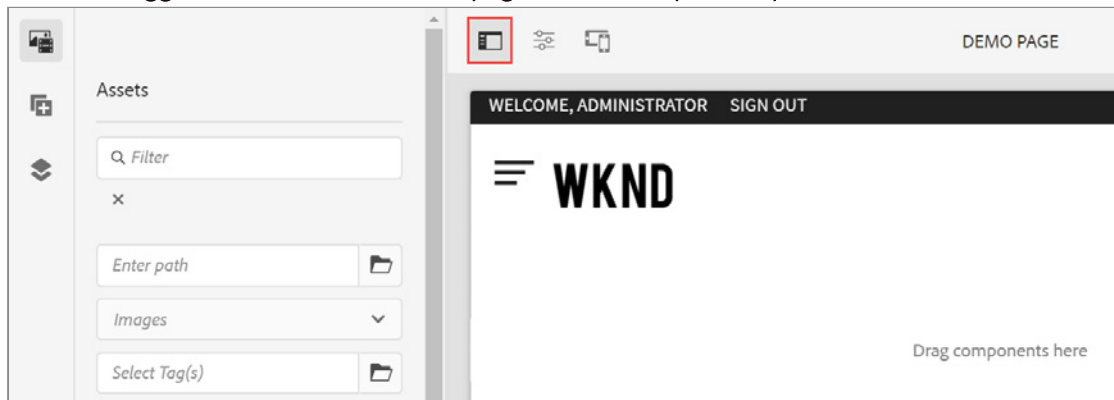 DEMO PAGE
Assets
WELCOME, ADMINISTRATOR SIGN OUT
Filter
WKND
Enter path
Images
Drag components here
Select Tag(s)